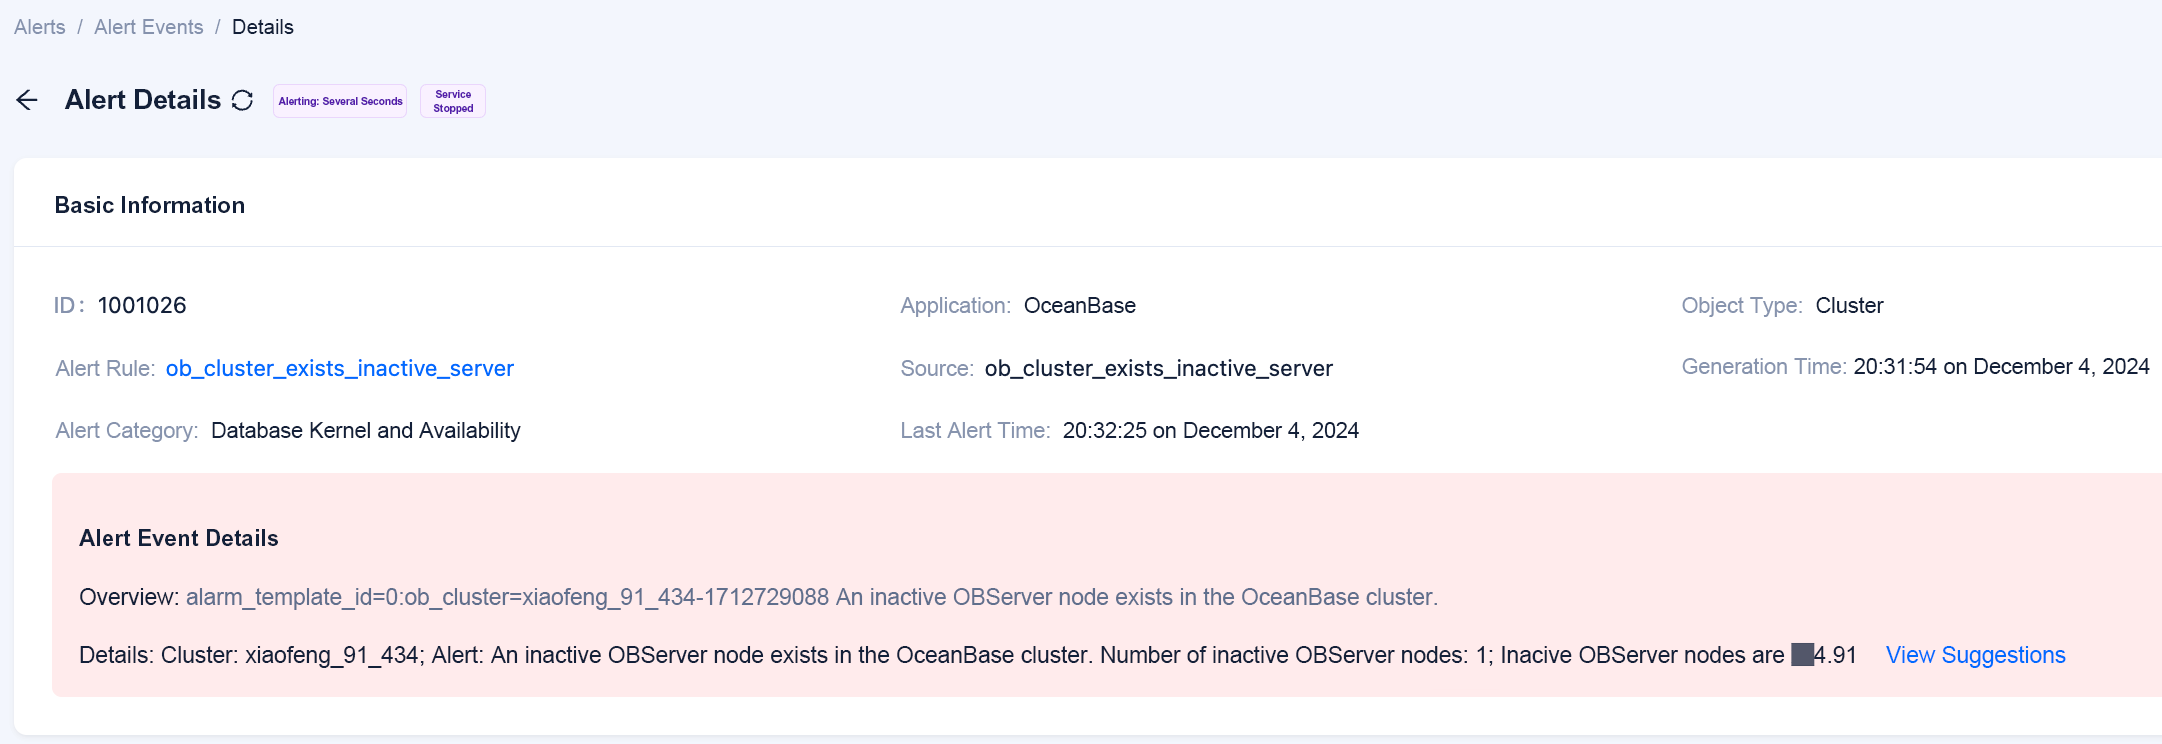 Alerts / Alert Events / Details
Alert Details
Alerting: Several Seconds
Service
Stopped
Basic Information
ID: 1001026
Application: OceanBase
Object Type: Cluster
Alert Rule: ob_cluster_exists_inactive_server
Source: ob_cluster_exists_inactive_server
Generation Time: 20:31:54 on December 4, 2024
Alert Category: Database Kernel and Availability
Last Alert Time: 20:32:25 on December 4, 2024
Alert Event Details
Overview: alarm_template_id=0:ob_cluster=xiaofeng_91_434-1712729088 An inactive OBServer node exists in the OceanBase cluster.
Details: Cluster: xiaofeng_91_434; Alert: An inactive OBServer node exists in the OceanBase cluster. Number of inactive OBServer nodes: 1; Inacive OBServer nodes are 4.91 View Suggestions